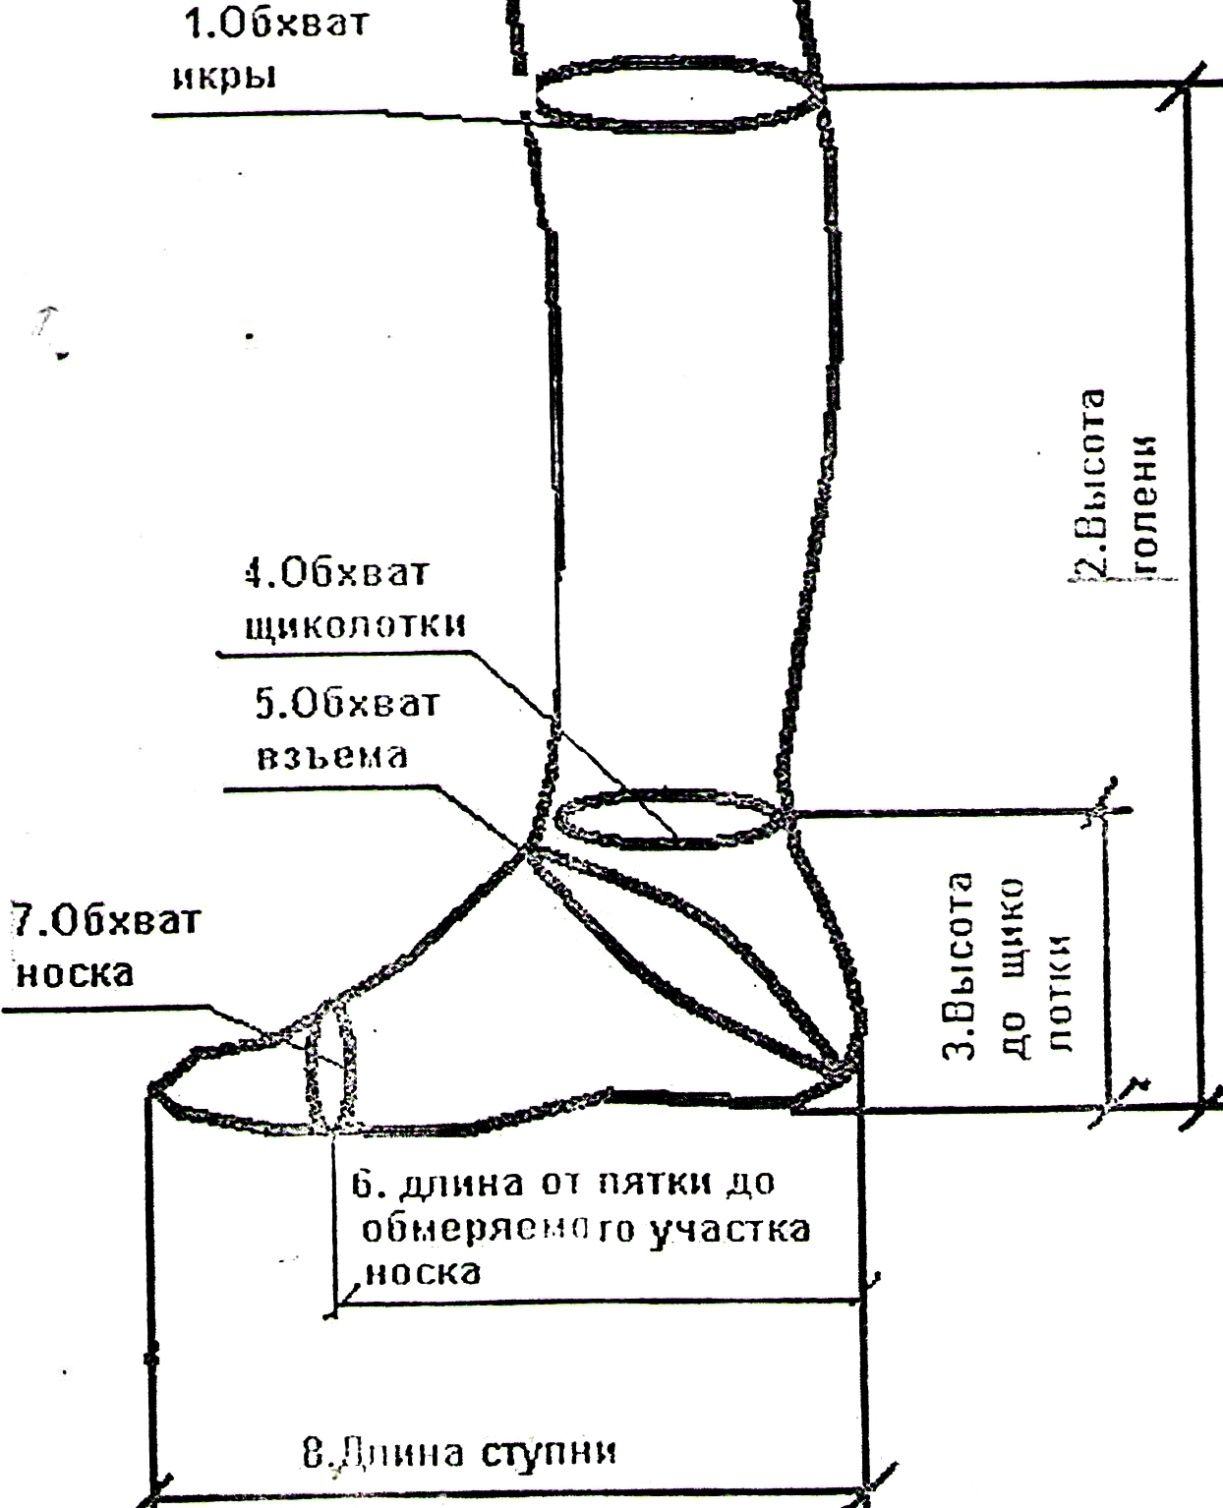 1.Обхват
икры
2.Высота
голени
4.Обхват
щиколотки
5.Обхват
взъема
7.Обхват
носка
3.Высота
до щико
лотки
6. длина от пятки до
обмеряемого участка
носка
8.Длина ступни